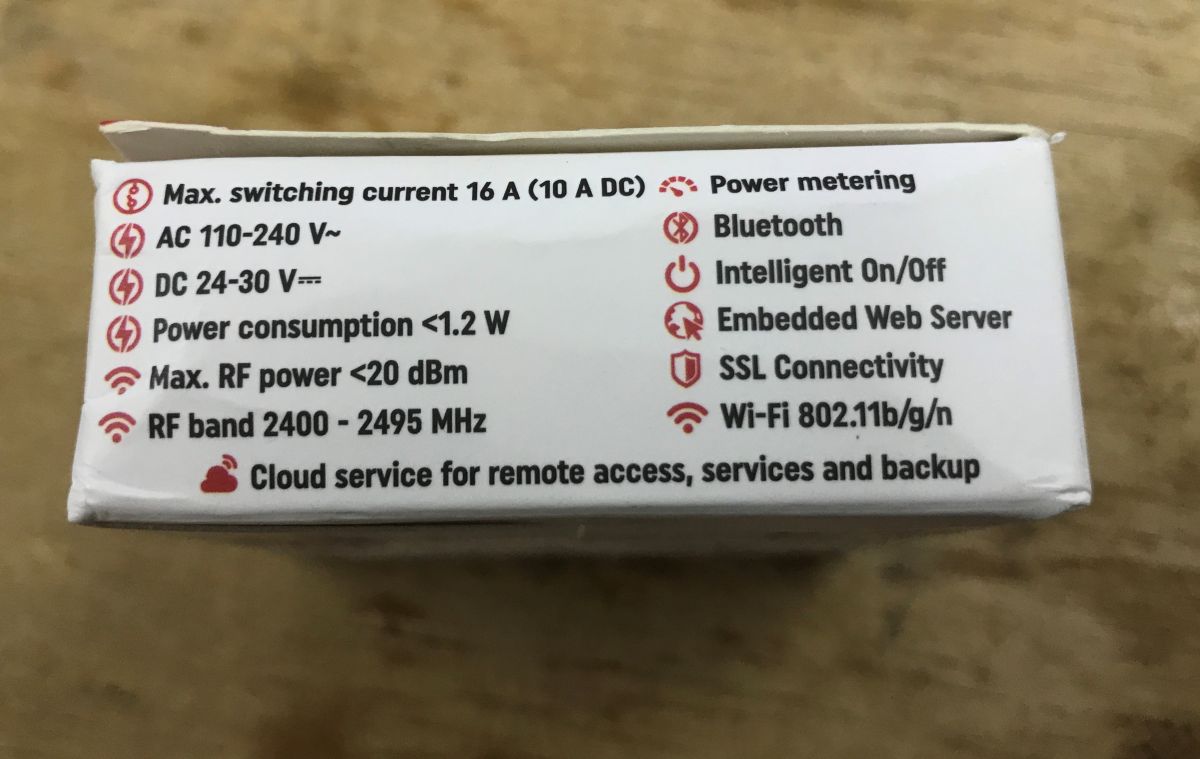 Max. switching current 16 A (10 A DC)
AC 110-240 V~
DC 24-30 V⎓
Power consumption <1.2 W
Max. RF power <20 dBm
RF band 2400 - 2495 MHz
Power metering
Bluetooth
Intelligent On/Off
Embedded Web Server
SSL Connectivity
Wi-Fi 802.11b/g/n
Cloud service for remote access, services and backup